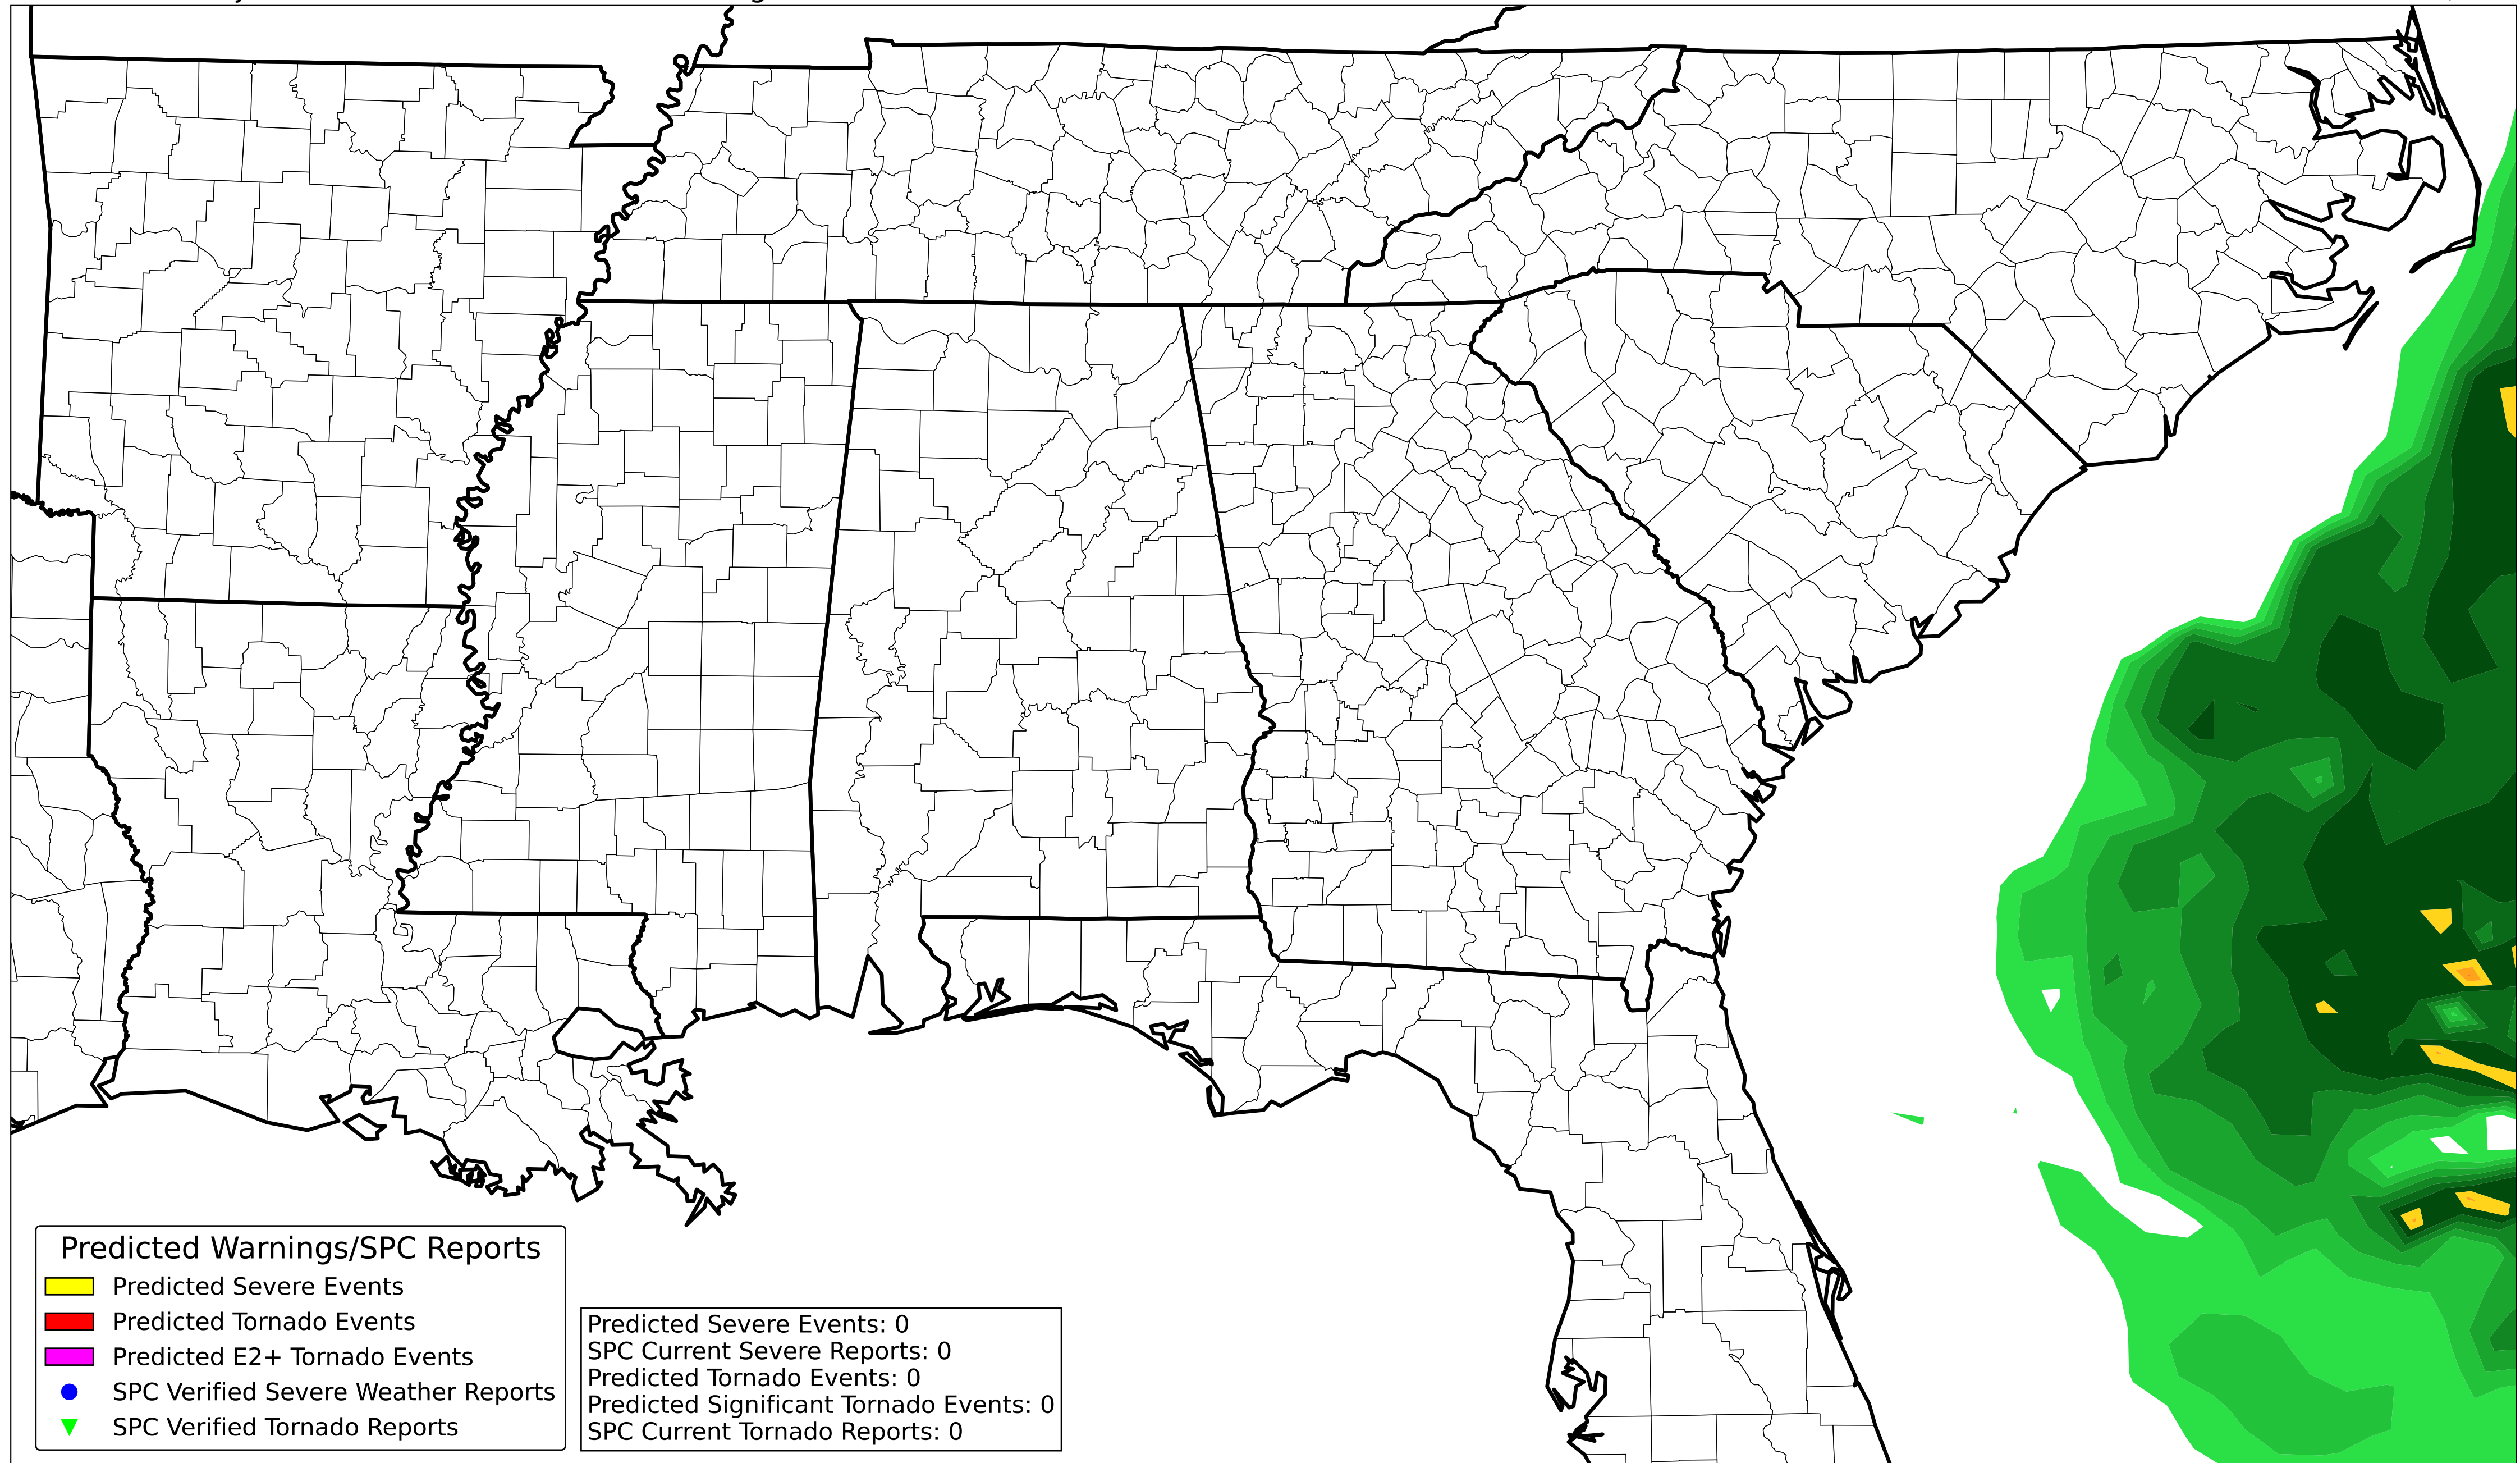 Predicted Warnings/SPC Reports
Predicted Severe Events
Predicted Tornado Events
Predicted E2+ Tornado Events
SPC Verified Severe Weather Reports
SPC Verified Tornado Reports
Predicted Severe Events: 0
SPC Current Severe Reports: 0
Predicted Tornado Events: 0
Predicted Significant Tornado Events: 0
SPC Current Tornado Reports: 0